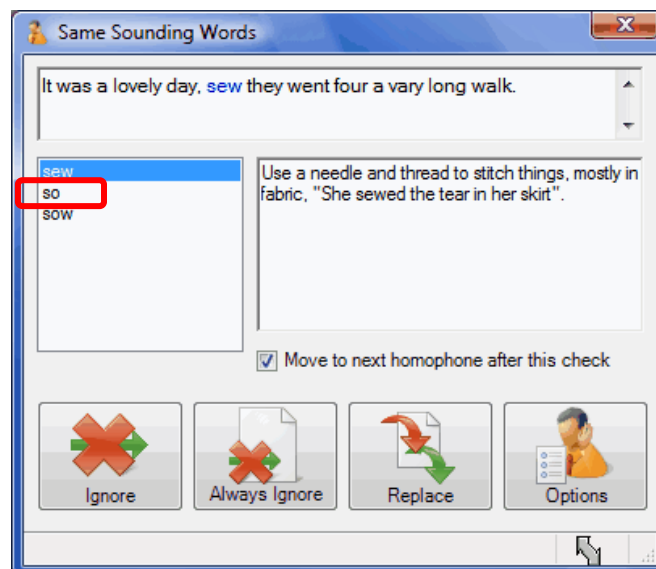 Same Sounding Words
It was a lovely day, sew they went four a vary long walk.
sew
so
sow
Use a needle and thread to stitch things, mostly in
fabric, "She sewed the tear in her skirt".
Move to next homophone after this check
Ignore
Always Ignore
Replace
Options